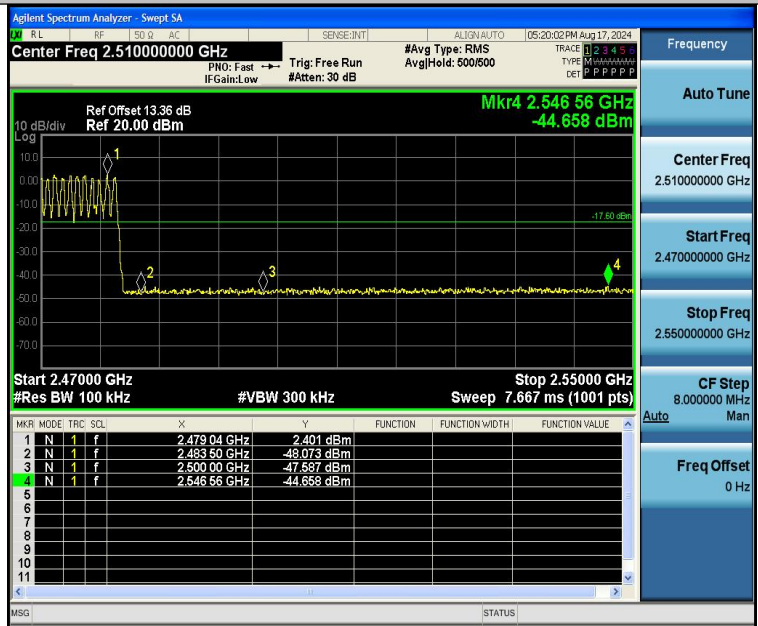 Agilent Spectrum Analyzer - Swept SA
LXI RL RF 50 Ω AC SENSE:INT ALIGN AUTO 05:20:02 PM Aug 17, 2024
Center Freq 2.510000000 GHz
PNO: Fast
IFGain:Low
Trig: Free Run
#Atten: 30 dB
#Avg Type: RMS
Avg|Hold: 500/500
TRACE 1 2 3 4 5 6
TYPE M
DET P P P P P P
Frequency
Mkr4 2.546 56 GHz
-44.658 dBm
Ref Offset 13.36 dB
10 dB/div Ref 20.00 dBm
Log
10.0
0.00
-10.0
-20.0
-30.0
-40.0
-50.0
-60.0
-70.0
1
2
3
4
-17.60 dBm
Start 2.47000 GHz Stop 2.55000 GHz
#Res BW 100 kHz #VBW 300 kHz Sweep 7.667 ms (1001 pts)
MKR MODE TRC SCL X Y FUNCTION FUNCTION WIDTH FUNCTION VALUE
1 N 1 f 2.479 04 GHz 2.401 dBm
2 N 1 f 2.483 50 GHz -48.073 dBm
3 N 1 f 2.500 00 GHz -47.587 dBm
4 N 1 f 2.546 56 GHz -44.658 dBm
5
6
7
8
9
10
11
MSG STATUS
Auto Tune
Center Freq
2.510000000 GHz
Start Freq
2.470000000 GHz
Stop Freq
2.550000000 GHz
CF Step
8.000000 MHz
Auto Man
Freq Offset
0 Hz